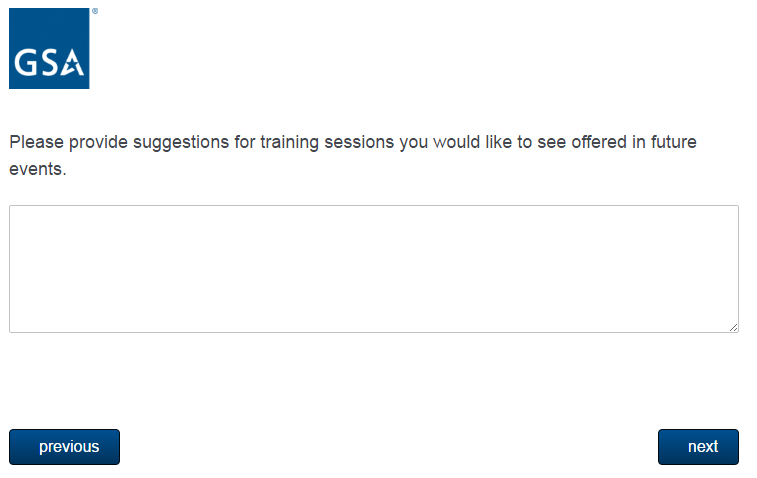 GSA
®
Please provide suggestions for training sessions you would like to see offered in future
events.
previous
next